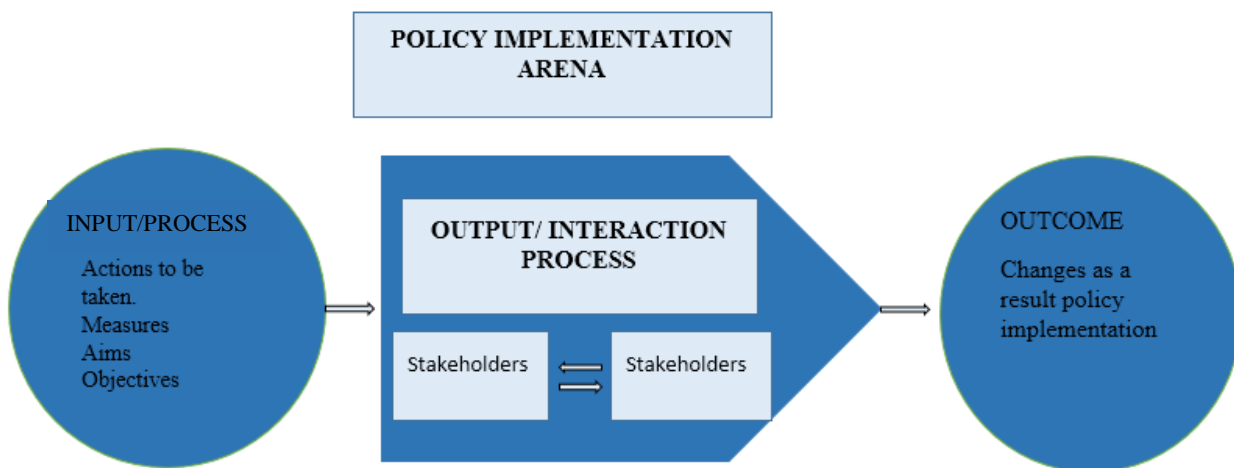 POLICY IMPLEMENTATION
ARENA
INPUT/PROCESS
Actions to be
taken.
Measures
Aims
Objectives
OUTPUT/ INTERACTION
PROCESS
Stakeholders
Stakeholders
OUTCOME
Changes as a
result policy
implementation